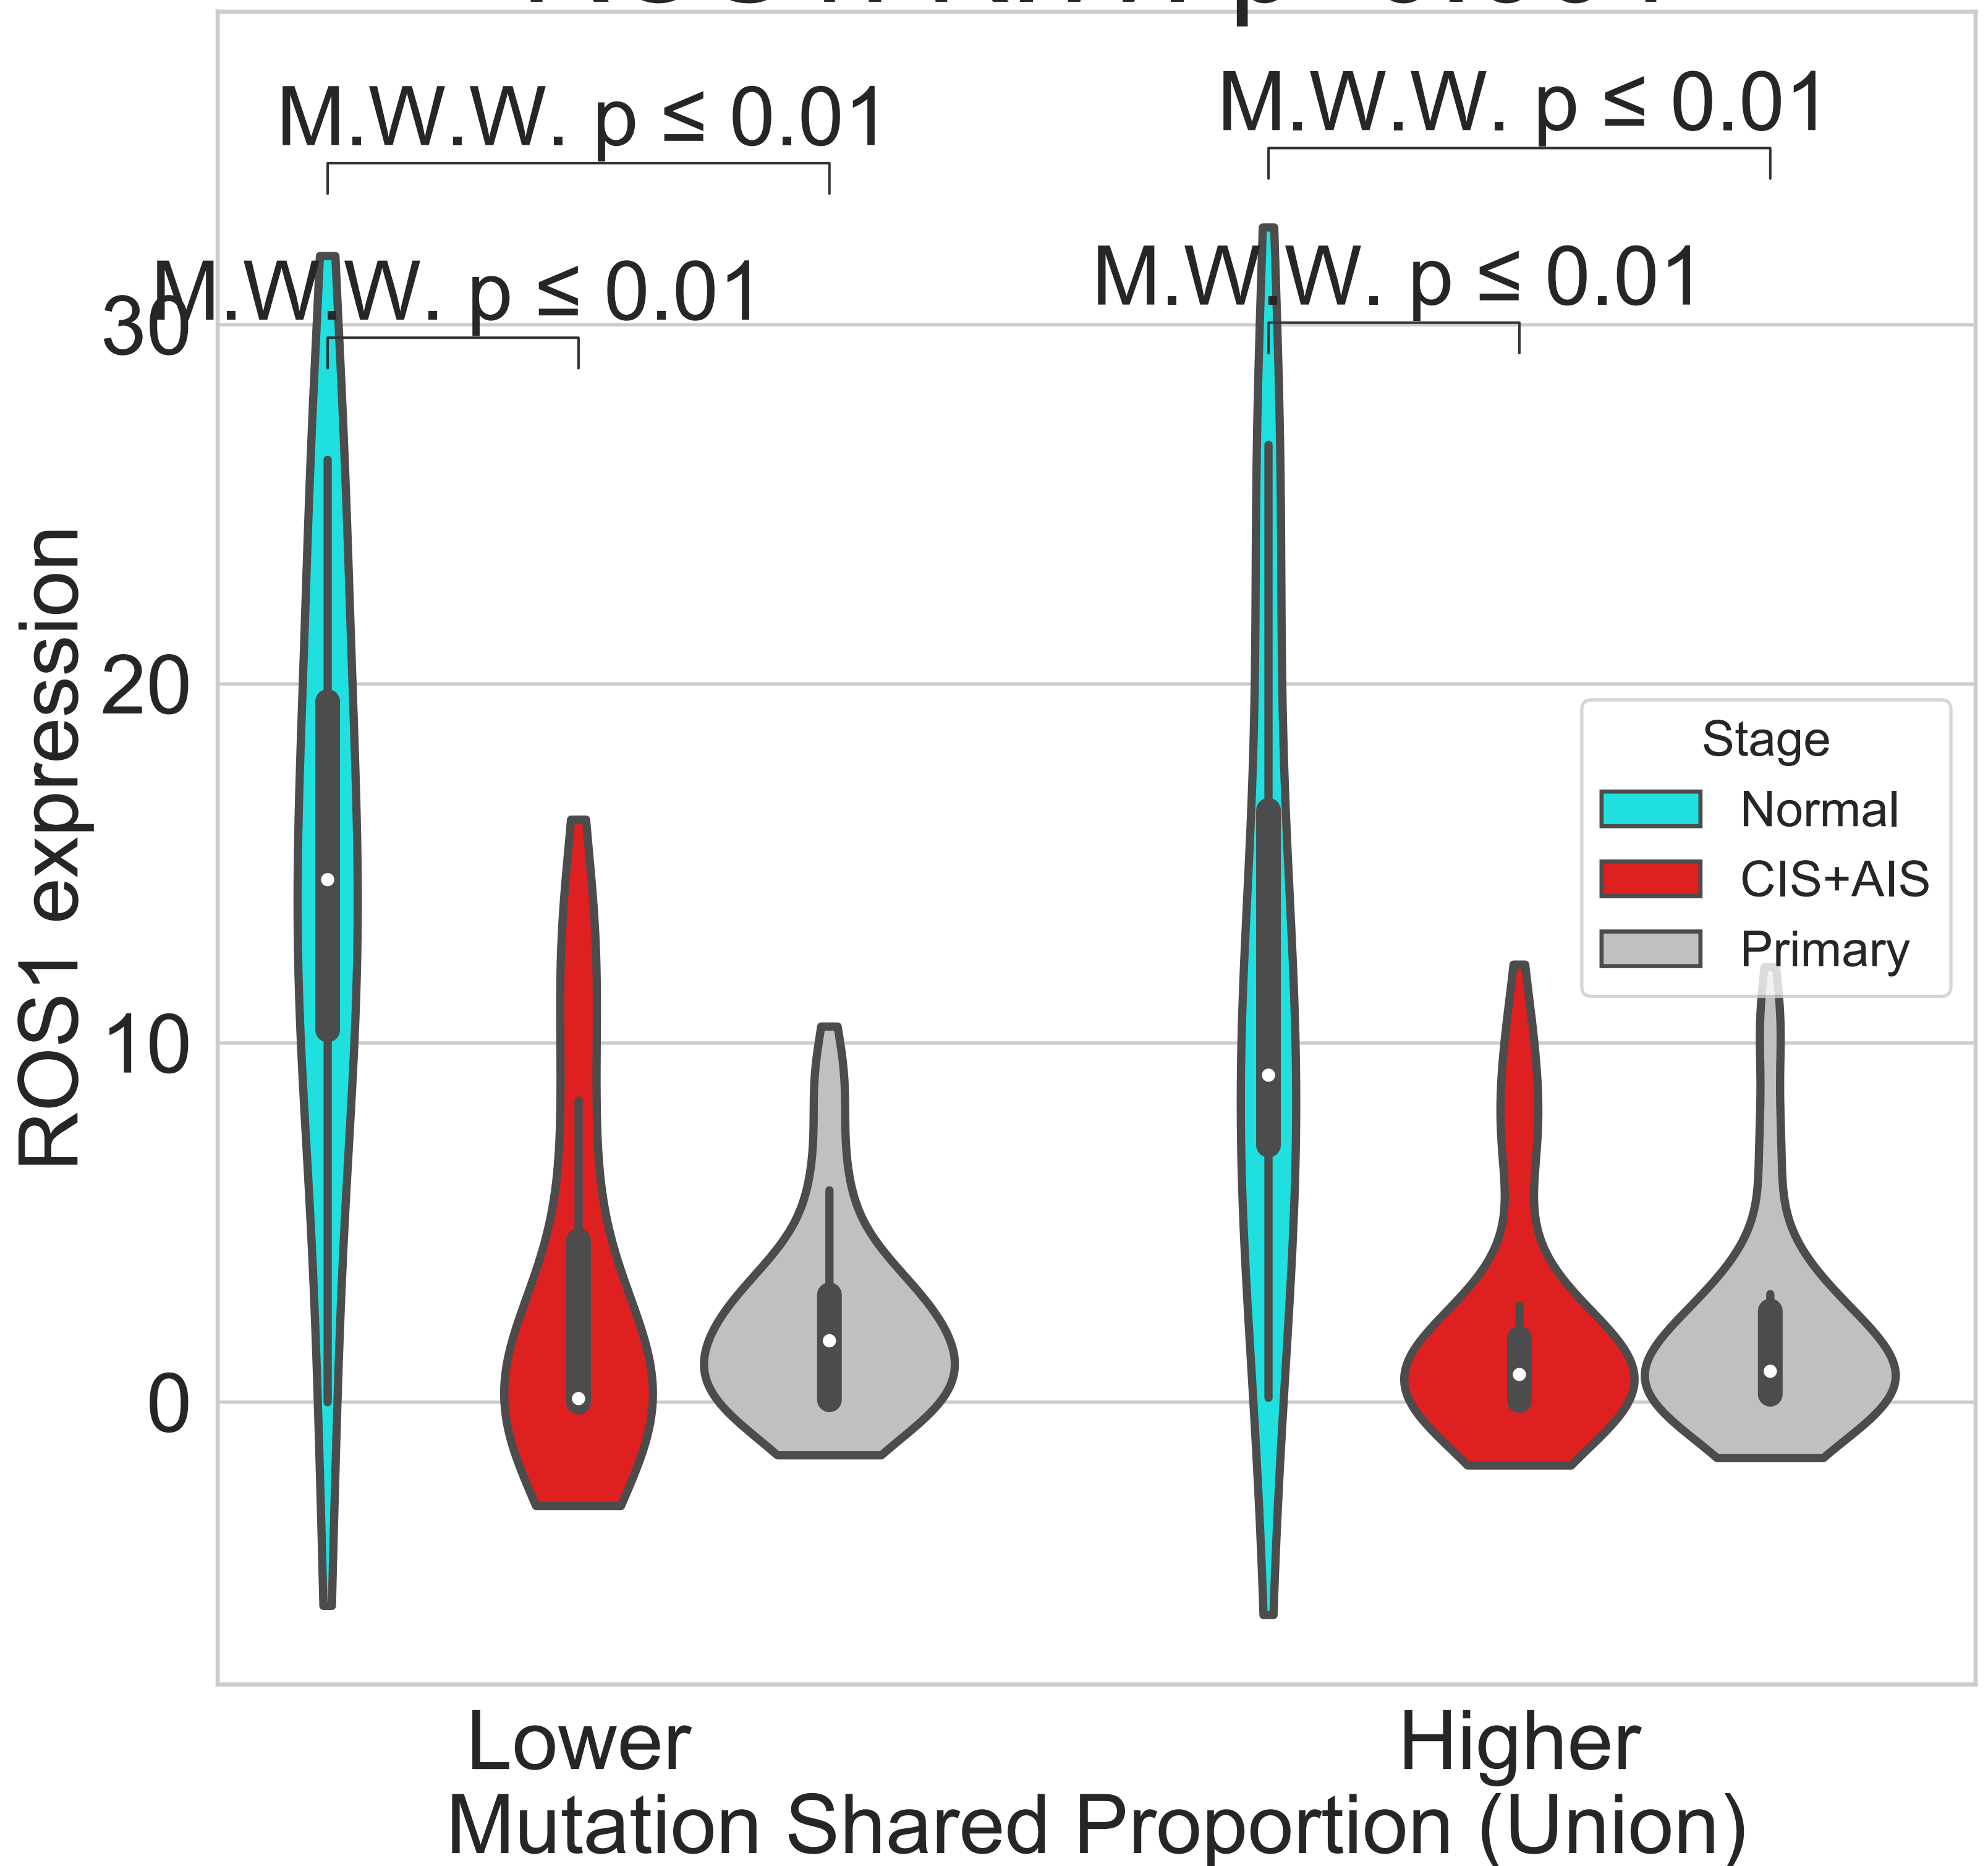 M.W.W. p ≤ 0.01
M.W.W. p ≤ 0.01
M.W.W. p ≤ 0.01
M.W.W. p ≤ 0.01
ROS1 expression
30
20
10
0
Stage
Normal
CIS+AIS
Primary
Lower
Higher
Mutation Shared Proportion (Union)